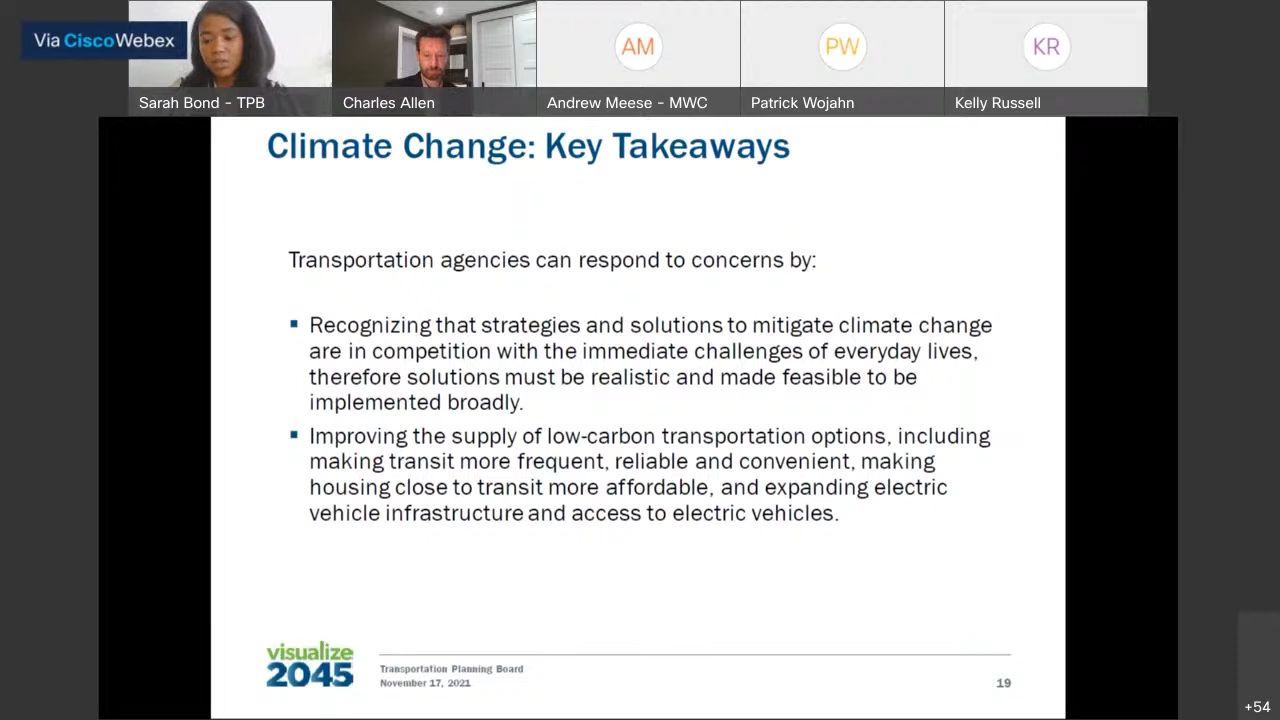 Via CiscoWebex
AM
PW
KR
Sarah Bond - TPB
Charles Allen
Andrew Meese - MWC
Patrick Wojahn
Kelly Russell
Climate Change: Key Takeaways
Transportation agencies can respond to concerns by:
▪ Recognizing that strategies and solutions to mitigate climate change
are in competition with the immediate challenges of everyday lives,
therefore solutions must be realistic and made feasible to be
implemented broadly.
▪ Improving the supply of low-carbon transportation options, including
making transit more frequent, reliable and convenient, making
housing close to transit more affordable, and expanding electric
vehicle infrastructure and access to electric vehicles.
visualize
2045
Transportation Planning Board
November 17, 2021
19
+54